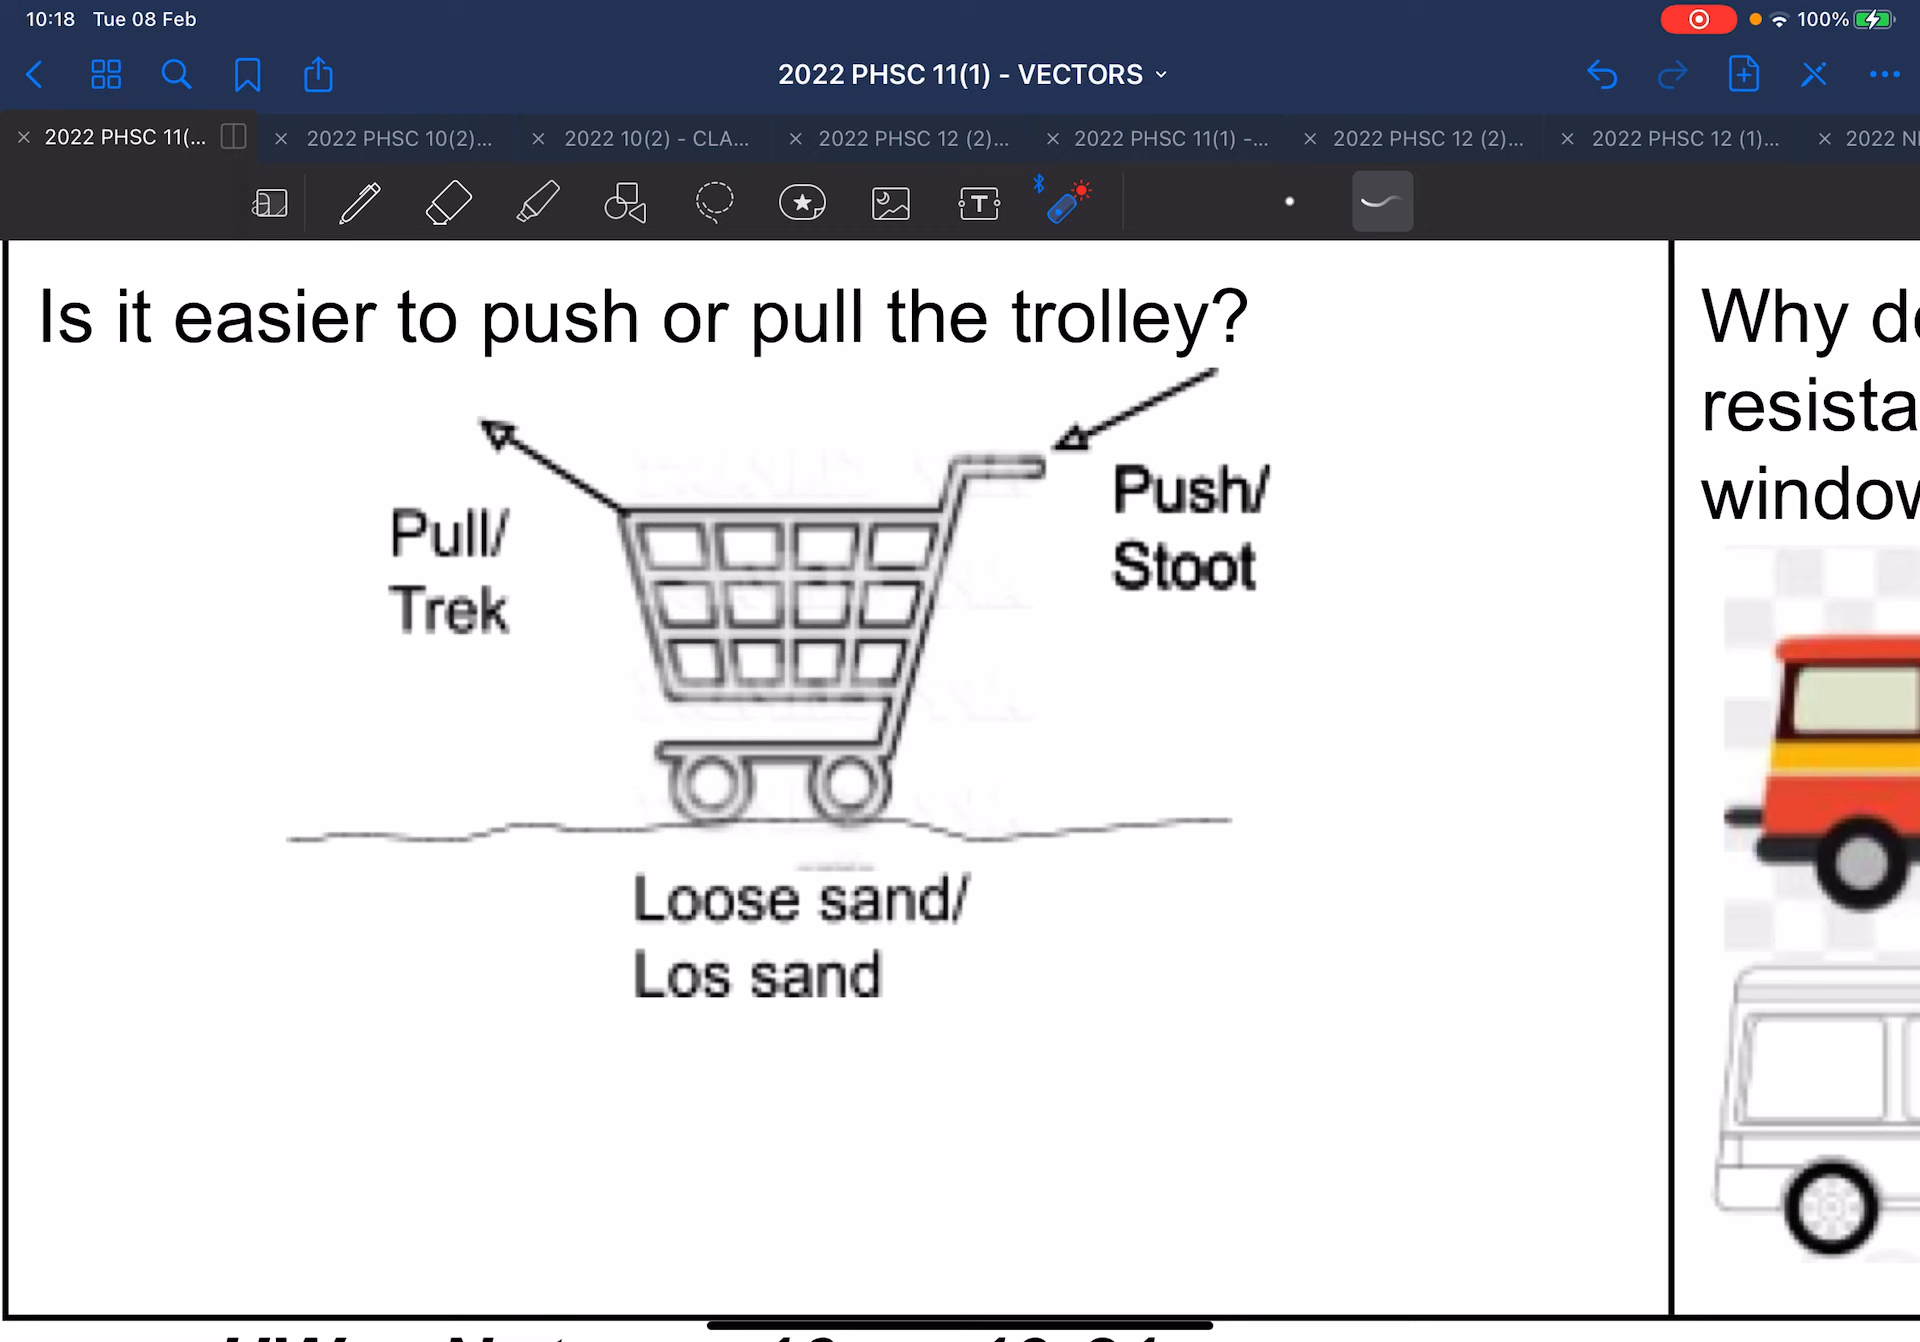 10:18 Tue 08 Feb
100%
2022 PHSC 11(1) - VECTORS
2022 PHSC 11(...
2022 PHSC 10(2)...
2022 10(2) - CLA...
2022 PHSC 12 (2)...
2022 PHSC 11(1) -...
2022 PHSC 12 (2)...
2022 PHSC 12 (1)...
2022 N
T
Is it easier to push or pull the trolley?
Pull/
Trek
Push/
Stoot
Loose sand/
Los sand
Why d
resista
window